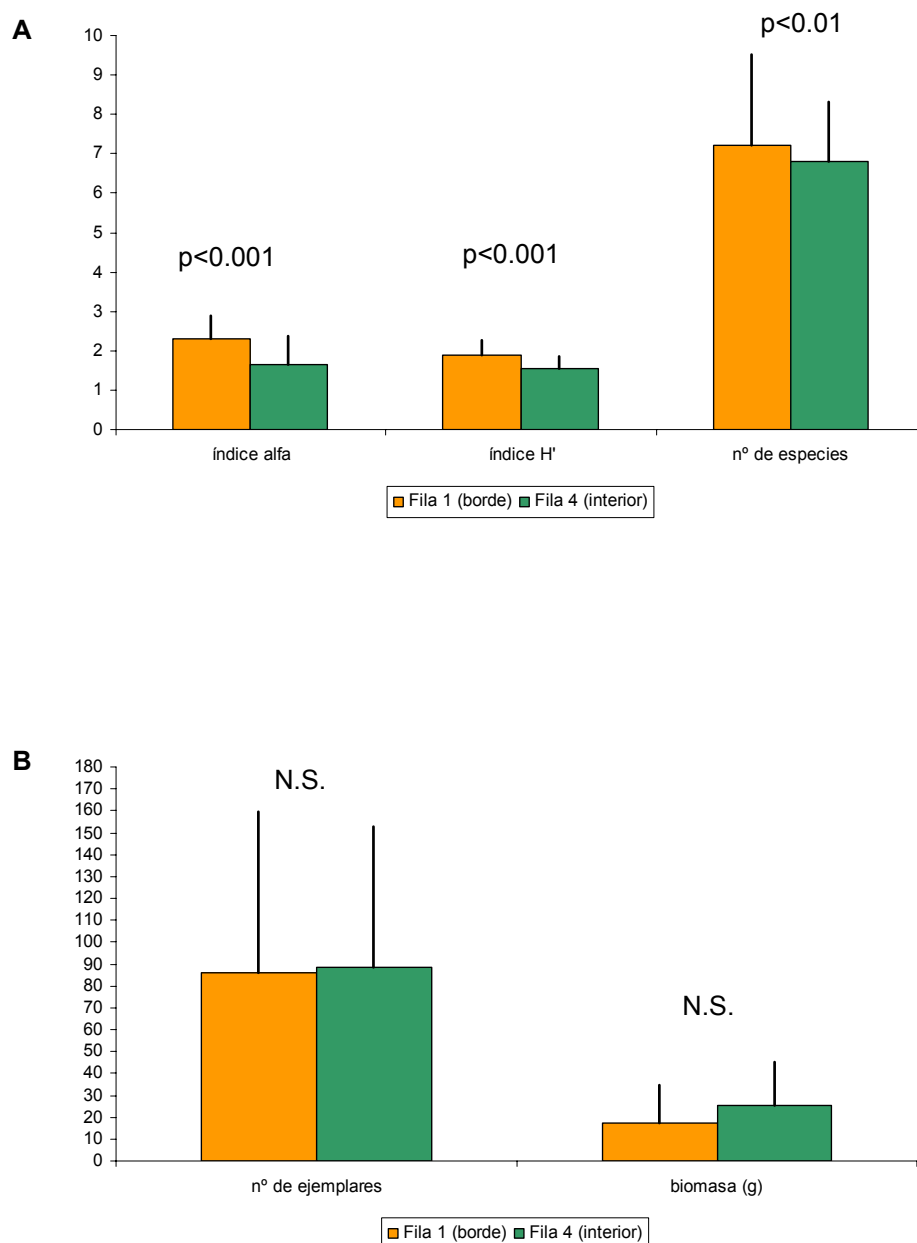 A
p<0.01
10
9
8
7
6
5
4
3
2
1
0
p<0.001
p<0.001
índice alfa
índice H'
nº de especies
Fila 1 (borde) Fila 4 (interior)
B
180
170
160
150
140
130
120
110
100
90
80
70
60
50
40
30
20
10
0
N.S.
N.S.
nº de ejemplares
biomasa (g)
Fila 1 (borde) Fila 4 (interior)